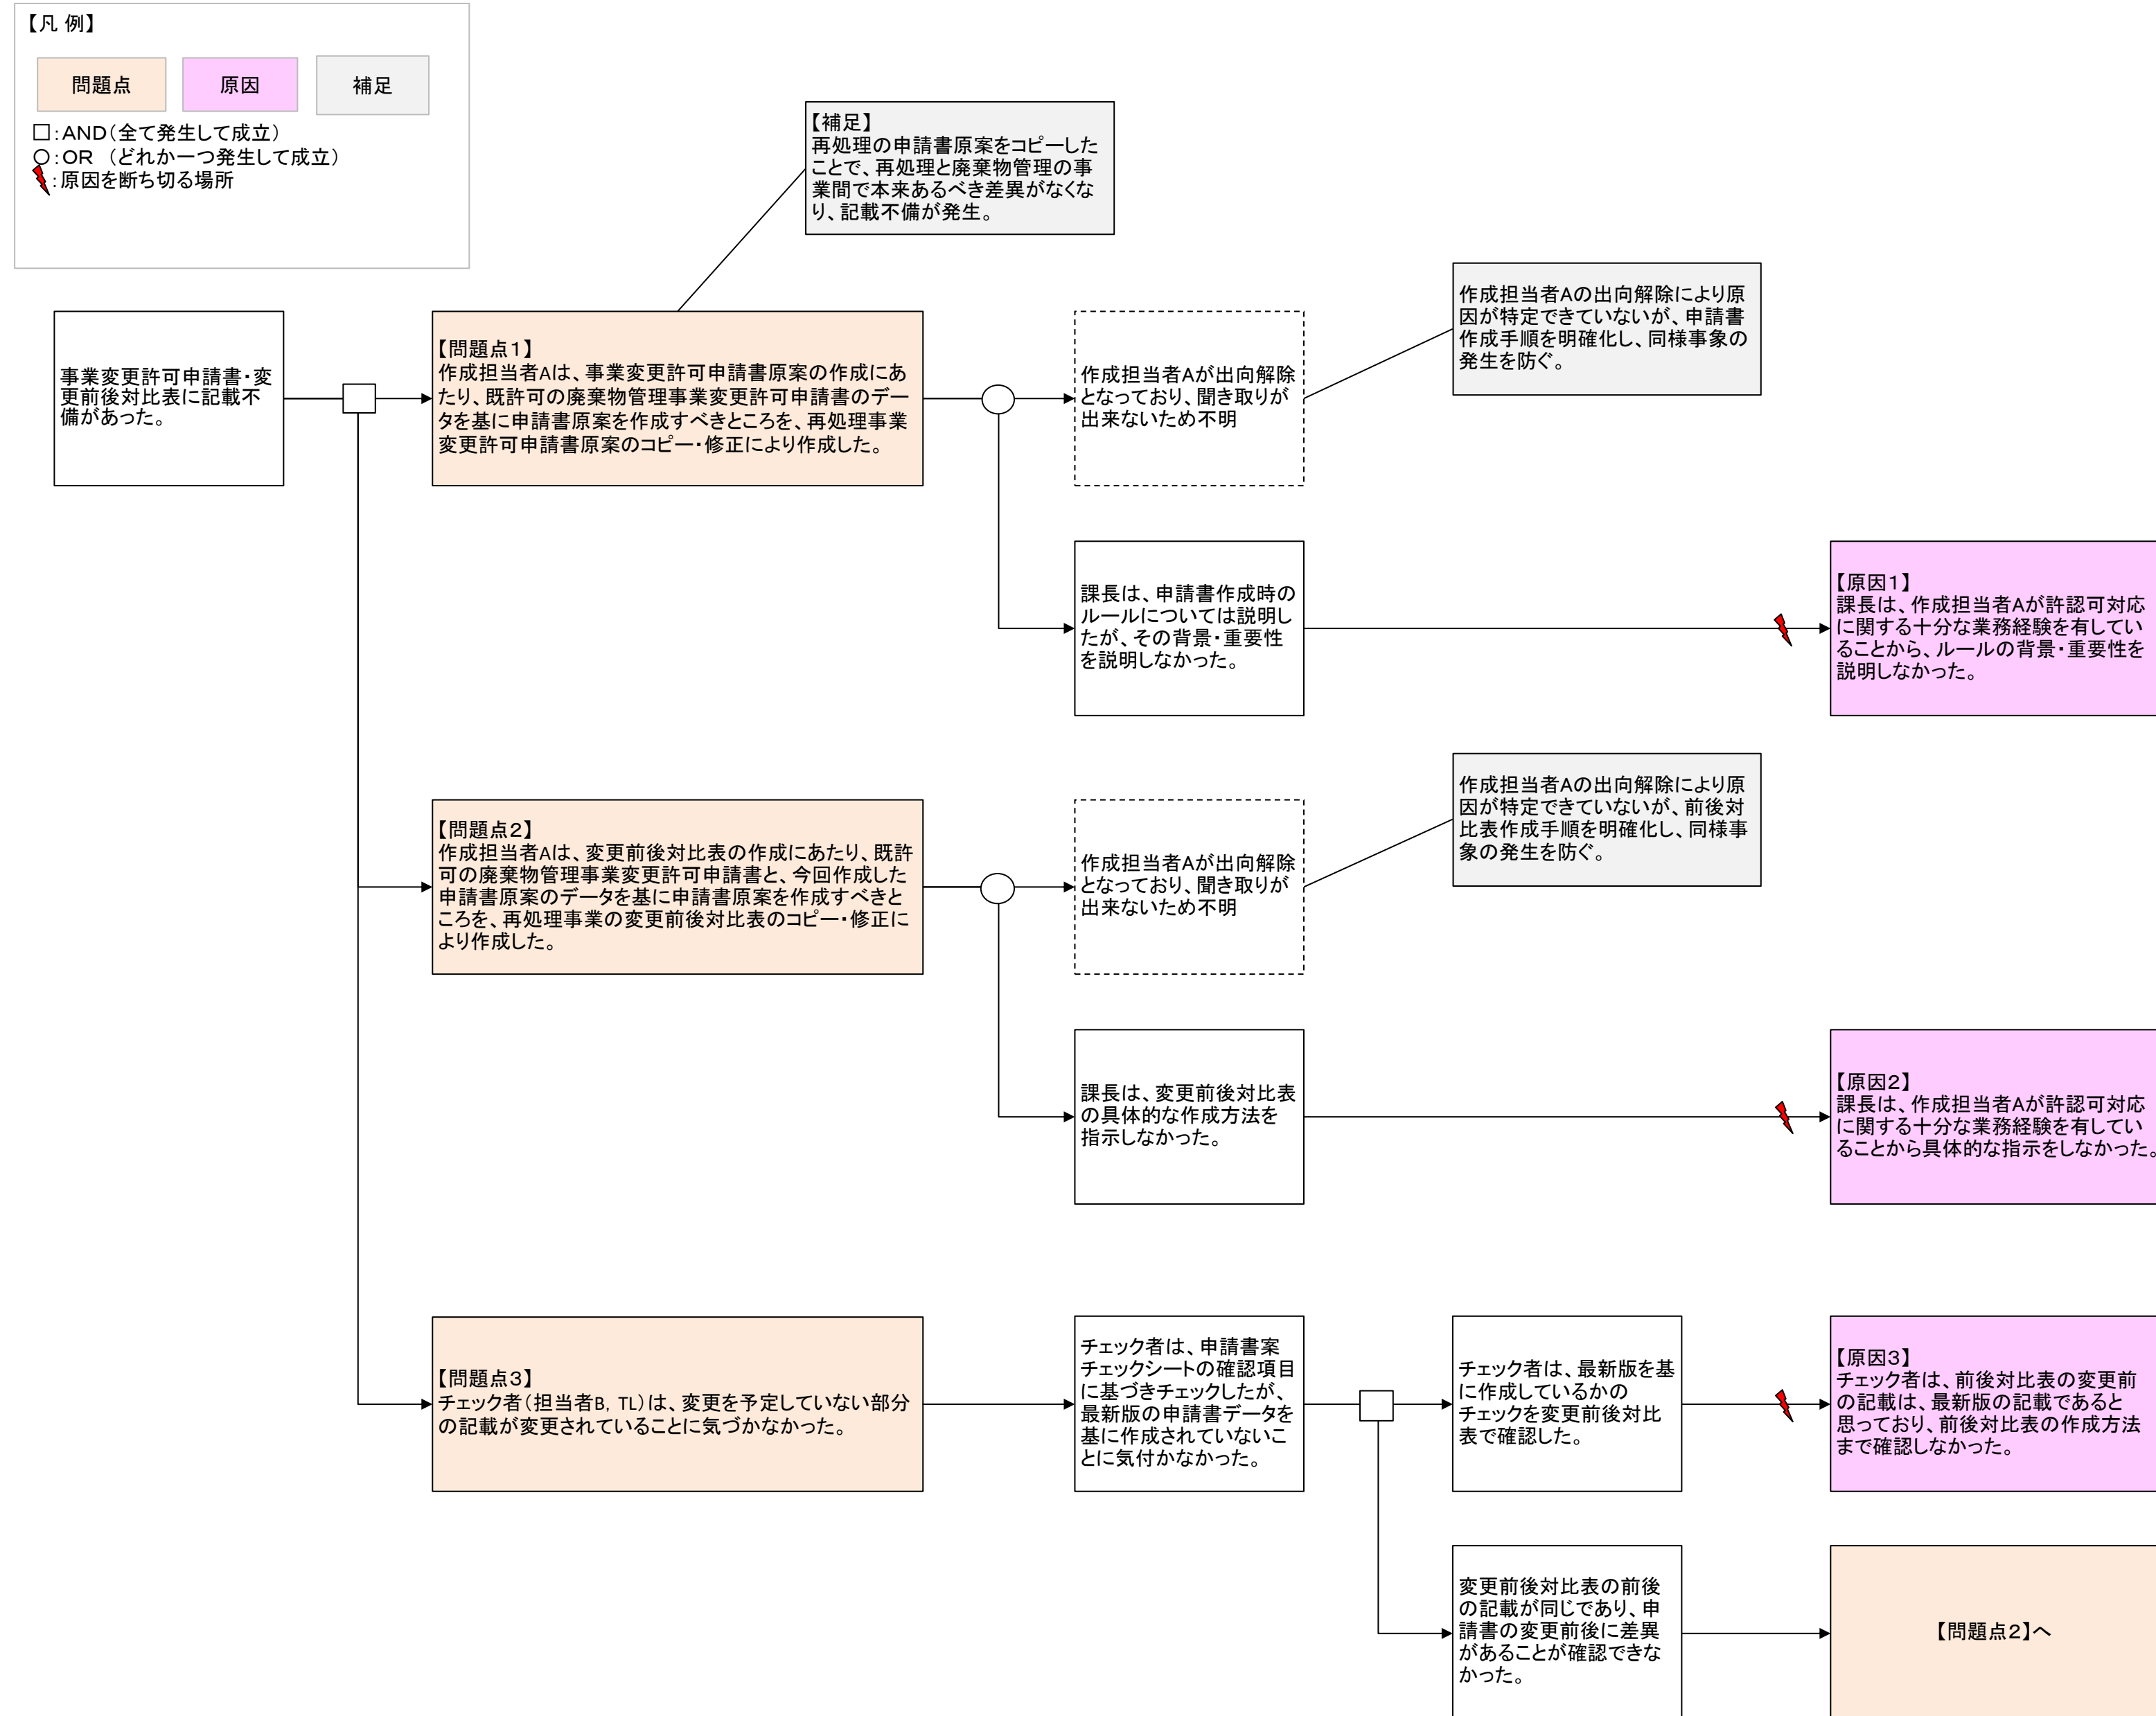 【凡 例】
問題点
原因
補足
□：AND（全て発生して成立）
○：OR （どれか一つ発生して成立）
：原因を断ち切る場所
【補足】
再処理の申請書原案をコピーした
ことで、再処理と廃棄物管理の事
業間で本来あるべき差異がなくな
り、記載不備が発生。
事業変更許可申請書・変
更前後対比表に記載不
備があった。
【問題点１】
作成担当者Aは、事業変更許可申請書原案の作成にあ
たり、既許可の廃棄物管理事業変更許可申請書のデー
タを基に申請書原案を作成すべきところを、再処理事業
変更許可申請書原案のコピー・修正により作成した。
作成担当者Aが出向解除
となっており、聞き取りが
出来ないため不明
作成担当者Aの出向解除により原
因が特定できていないが、申請書
作成手順を明確化し、同様事象の
発生を防ぐ。
課長は、申請書作成時の
ルールについては説明し
たが、その背景・重要性
を説明しなかった。
【原因１】
課長は、作成担当者Aが許認可対応
に関する十分な業務経験を有してい
ることから、ルールの背景・重要性を
説明しなかった。
【問題点２】
作成担当者Aは、変更前後対比表の作成にあたり、既許
可の廃棄物管理事業変更許可申請書と、今回作成した
申請書原案のデータを基に申請書原案を作成すべきと
ころを、再処理事業の変更前後対比表のコピー・修正に
より作成した。
作成担当者Aが出向解除
となっており、聞き取りが
出来ないため不明
作成担当者Aの出向解除により原
因が特定できていないが、前後対
比表作成手順を明確化し、同様事
象の発生を防ぐ。
課長は、変更前後対比表
の具体的な作成方法を
指示しなかった。
【原因２】
課長は、作成担当者Aが許認可対応
に関する十分な業務経験を有してい
ることから具体的な指示をしなかった。
【問題点３】
チェック者（担当者B, TL）は、変更を予定していない部分
の記載が変更されていることに気づかなかった。
チェック者は、申請書案
チェックシートの確認項目
に基づきチェックしたが、
最新版の申請書データを
基に作成されていないこ
とに気付かなかった。
チェック者は、最新版を基
に作成しているかの
チェックを変更前後対比
表で確認した。
【原因３】
チェック者は、前後対比表の変更前
の記載は、最新版の記載であると
思っており、前後対比表の作成方法
まで確認しなかった。
変更前後対比表の前後
の記載が同じであり、申
請書の変更前後に差異
があることが確認できな
かった。
【問題点２】へ